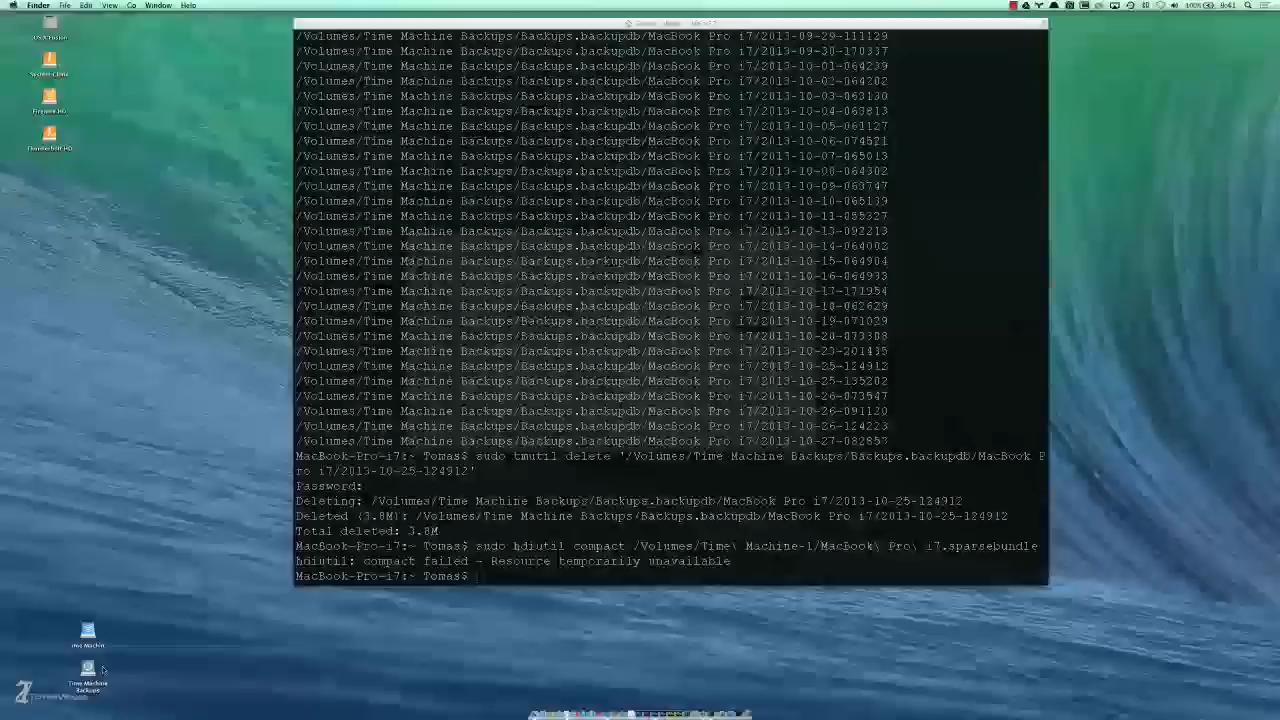 Finder File Edit View Go Window Help
100%
8:41
System Clone
Firewire HD
Thunderbolt HD
/Volumes/Time Machine Backups/Backups.backupdb/MacBook Pro i7/2013-09-29-111129
/Volumes/Time Machine Backups/Backups.backupdb/MacBook Pro i7/2013-09-30-170337
/Volumes/Time Machine Backups/Backups.backupdb/MacBook Pro i7/2013-10-01-064239
/Volumes/Time Machine Backups/Backups.backupdb/MacBook Pro i7/2013-10-02-064202
/Volumes/Time Machine Backups/Backups.backupdb/MacBook Pro i7/2013-10-03-063130
/Volumes/Time Machine Backups/Backups.backupdb/MacBook Pro i7/2013-10-04-063813
/Volumes/Time Machine Backups/Backups.backupdb/MacBook Pro i7/2013-10-05-061127
/Volumes/Time Machine Backups/Backups.backupdb/MacBook Pro i7/2013-10-06-074521
/Volumes/Time Machine Backups/Backups.backupdb/MacBook Pro i7/2013-10-07-065013
/Volumes/Time Machine Backups/Backups.backupdb/MacBook Pro i7/2013-10-08-064302
/Volumes/Time Machine Backups/Backups.backupdb/MacBook Pro i7/2013-10-09-063747
/Volumes/Time Machine Backups/Backups.backupdb/MacBook Pro i7/2013-10-10-065139
/Volumes/Time Machine Backups/Backups.backupdb/MacBook Pro i7/2013-10-11-055327
/Volumes/Time Machine Backups/Backups.backupdb/MacBook Pro i7/2013-10-13-092213
/Volumes/Time Machine Backups/Backups.backupdb/MacBook Pro i7/2013-10-14-064002
/Volumes/Time Machine Backups/Backups.backupdb/MacBook Pro i7/2013-10-15-064904
/Volumes/Time Machine Backups/Backups.backupdb/MacBook Pro i7/2013-10-16-064933
/Volumes/Time Machine Backups/Backups.backupdb/MacBook Pro i7/2013-10-17-171954
/Volumes/Time Machine Backups/Backups.backupdb/MacBook Pro i7/2013-10-18-062629
/Volumes/Time Machine Backups/Backups.backupdb/MacBook Pro i7/2013-10-19-071029
/Volumes/Time Machine Backups/Backups.backupdb/MacBook Pro i7/2013-10-20-073308
/Volumes/Time Machine Backups/Backups.backupdb/MacBook Pro i7/2013-10-23-201435
/Volumes/Time Machine Backups/Backups.backupdb/MacBook Pro i7/2013-10-25-124912
/Volumes/Time Machine Backups/Backups.backupdb/MacBook Pro i7/2013-10-25-135202
/Volumes/Time Machine Backups/Backups.backupdb/MacBook Pro i7/2013-10-26-073547
/Volumes/Time Machine Backups/Backups.backupdb/MacBook Pro i7/2013-10-26-091120
/Volumes/Time Machine Backups/Backups.backupdb/MacBook Pro i7/2013-10-26-124223
/Volumes/Time Machine Backups/Backups.backupdb/MacBook Pro i7/2013-10-27-082857
MacBook-Pro-i7:~ Tomas$ sudo tmutil delete '/Volumes/Time Machine Backups/Backups.backupdb/MacBook P
ro i7/2013-10-25-124912'
Password:
Deleting: /Volumes/Time Machine Backups/Backups.backupdb/MacBook Pro i7/2013-10-25-124912
Deleted (3.8M): /Volumes/Time Machine Backups/Backups.backupdb/MacBook Pro i7/2013-10-25-124912
Total deleted: 3.8M
MacBook-Pro-i7:~ Tomas$ sudo hdiutil compact /Volumes/Time\ Machine-1/MacBook\ Pro\ i7.sparsebundle
hdiutil: compact failed - Resource temporarily unavailable
MacBook-Pro-i7:~ Tomas$
Time Machin
Time Machine
Backups